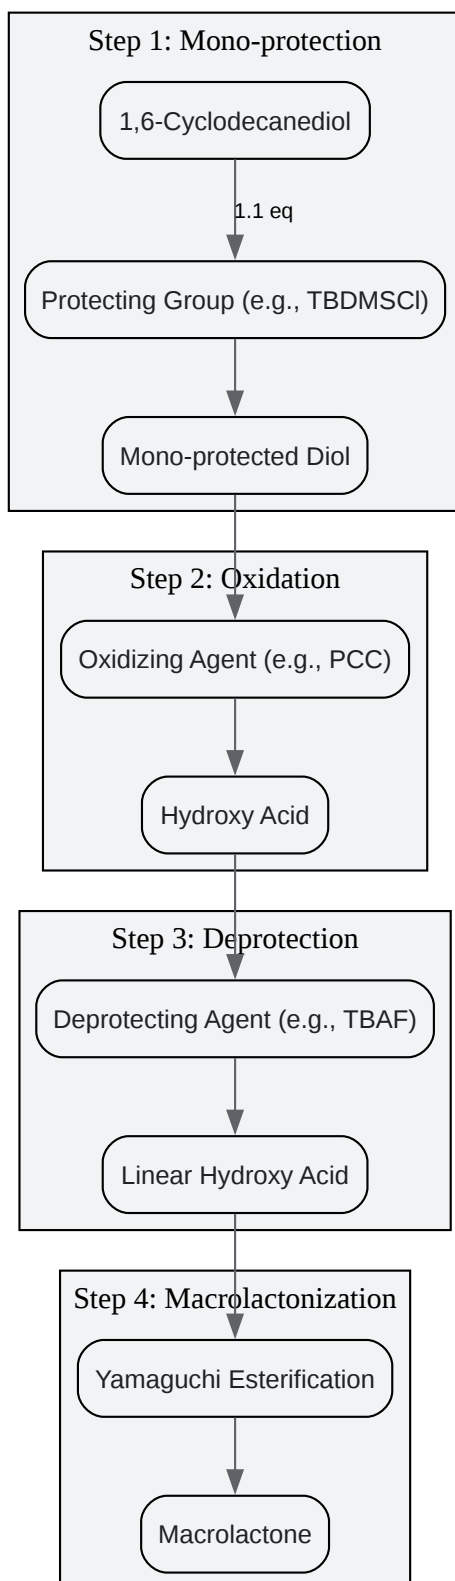 Step 1: Mono-protection
1,6-Cyclodecanediol
1.1 eq
Protecting Group (e.g., TBDMSCl)
Mono-protected Diol
Step 2: Oxidation
Oxidizing Agent (e.g., PCC)
Hydroxy Acid
Step 3: Deprotection
Deprotecting Agent (e.g., TBAF)
Linear Hydroxy Acid
Step 4: Macrolactonization
Yamaguchi Esterification
Macrolactone